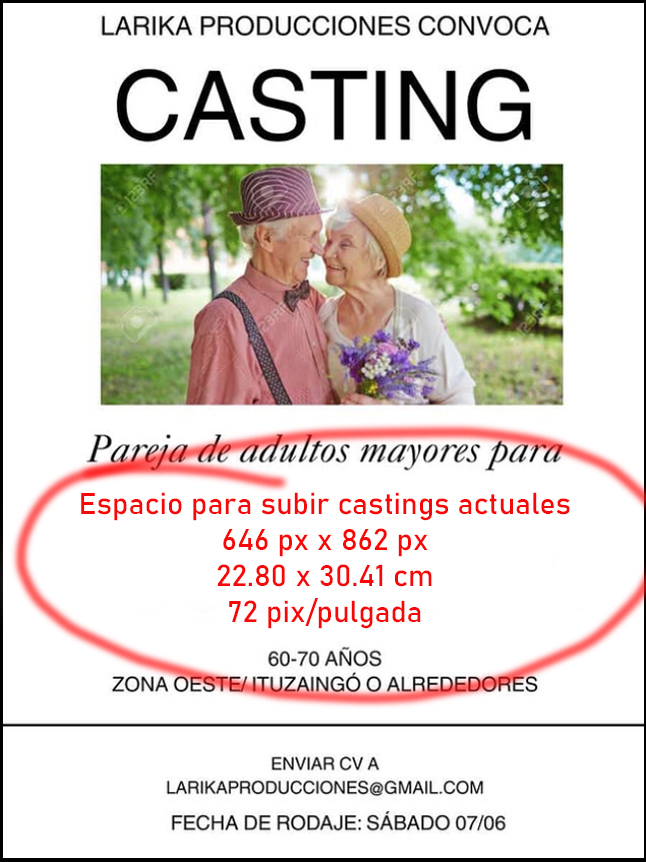 LARIKA PRODUCCIONES CONVOCA
CASTING
Pareja de adultos mayores para
Espacio para subir castings actuales
646 px x 862 px
22.80 x 30.41 cm
72 pix/pulgada
60-70 AÑOS
ZONA OESTE/ ITUZAINGÓ O ALREDEDORES
ENVIAR CV A
LARIKAPRODUCCIONES@GMAIL.COM
FECHA DE RODAJE: SÁBADO 07/06